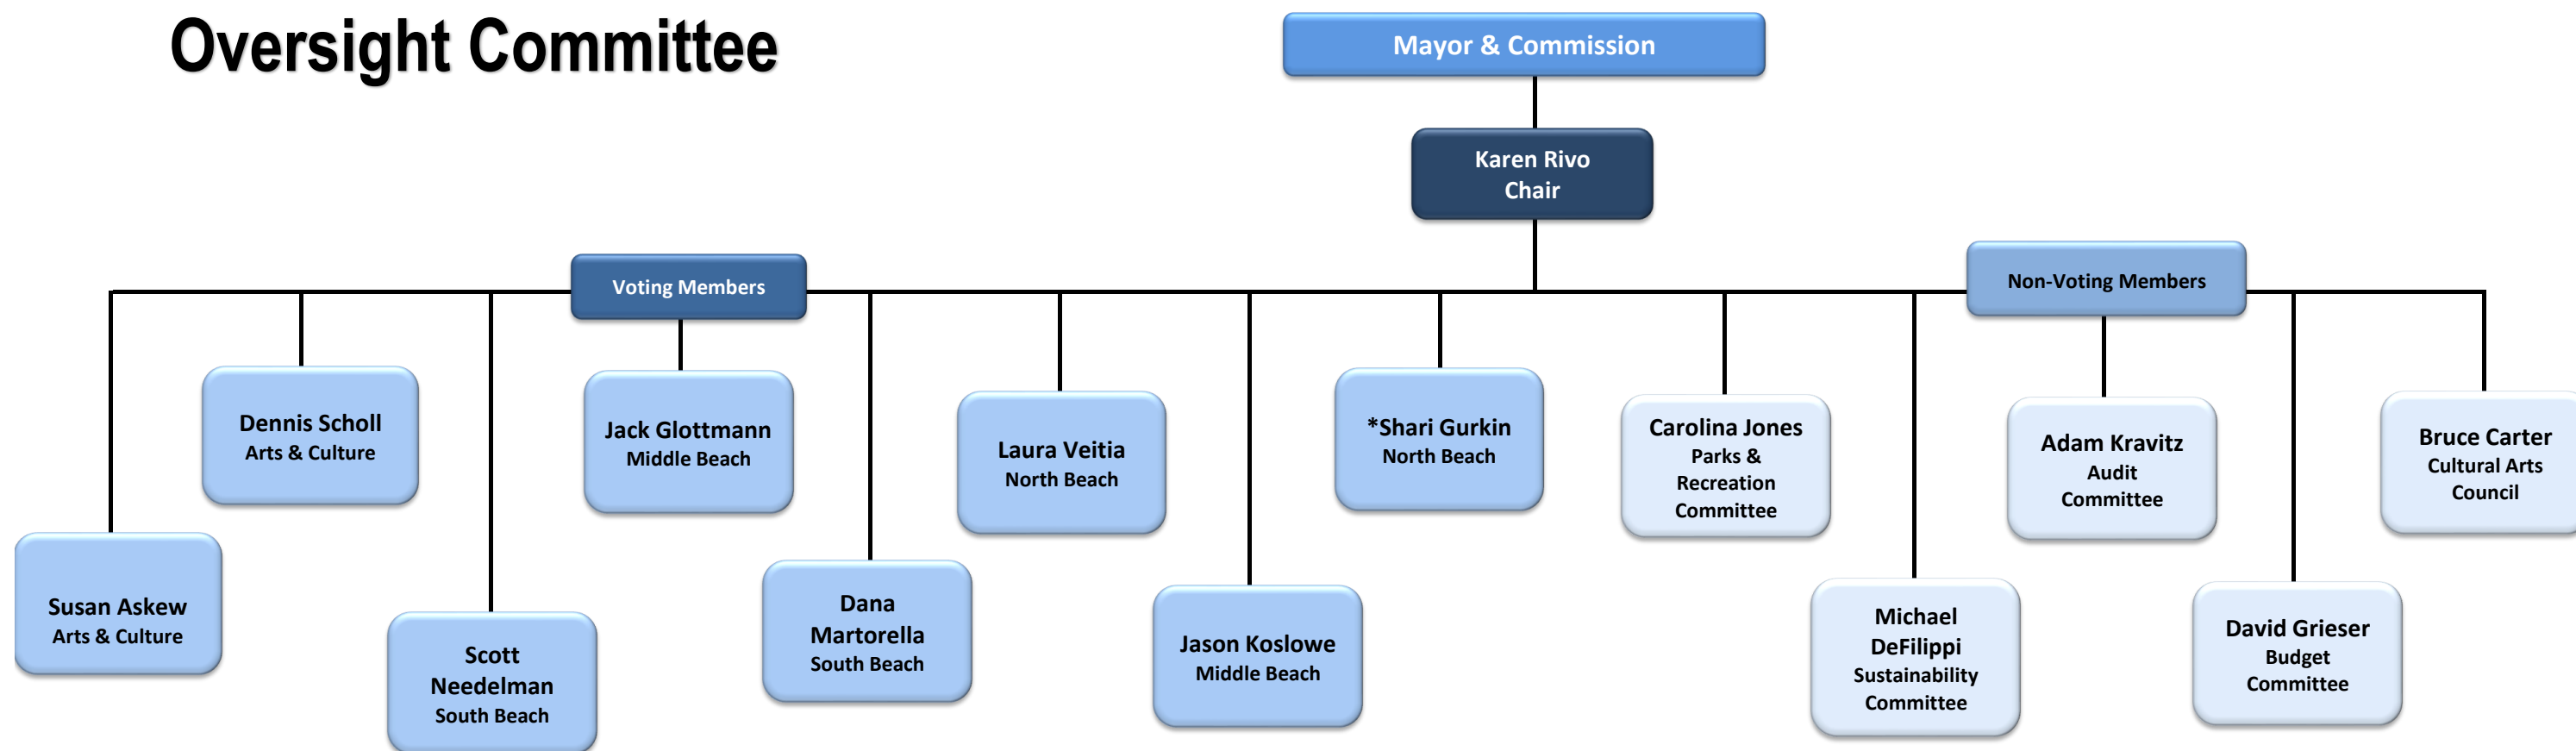 Oversight Committee
Mayor & Commission
Karen Rivo
Chair
Voting Members
Non-Voting Members
Susan Askew
Arts & Culture
Dennis Scholl
Arts & Culture
Scott
Needelman
South Beach
Jack Glottmann
Middle Beach
Dana
Martorella
South Beach
Laura Veitia
North Beach
Jason Koslowe
Middle Beach
*Shari Gurkin
North Beach
Carolina Jones
Parks &
Recreation
Committee
Michael
DeFilippi
Sustainability
Committee
Adam Kravitz
Audit
Committee
David Grieser
Budget
Committee
Bruce Carter
Cultural Arts
Council